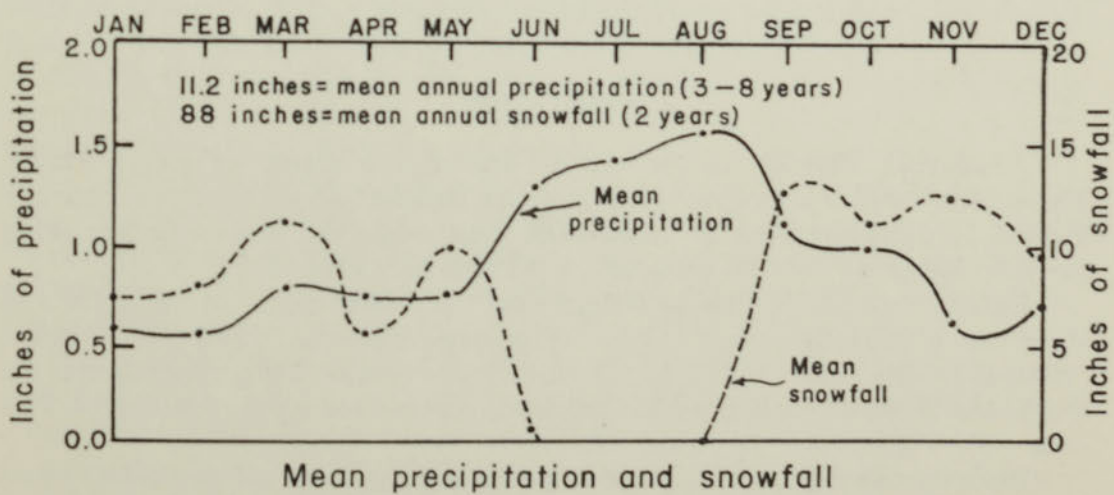 JAN FEB MAR APR MAY JUN JUL AUG SEP OCT NOV DEC
2.0 20
11.2 inches = mean annual precipitation (3-8 years)
88 inches = mean annual snowfall (2 years)
1.5 15
Mean
precipitation
1.0 10
0.5 5
Mean
snowfall
0.0 0
Inches of precipitation
Inches of snowfall
Mean precipitation and snowfall